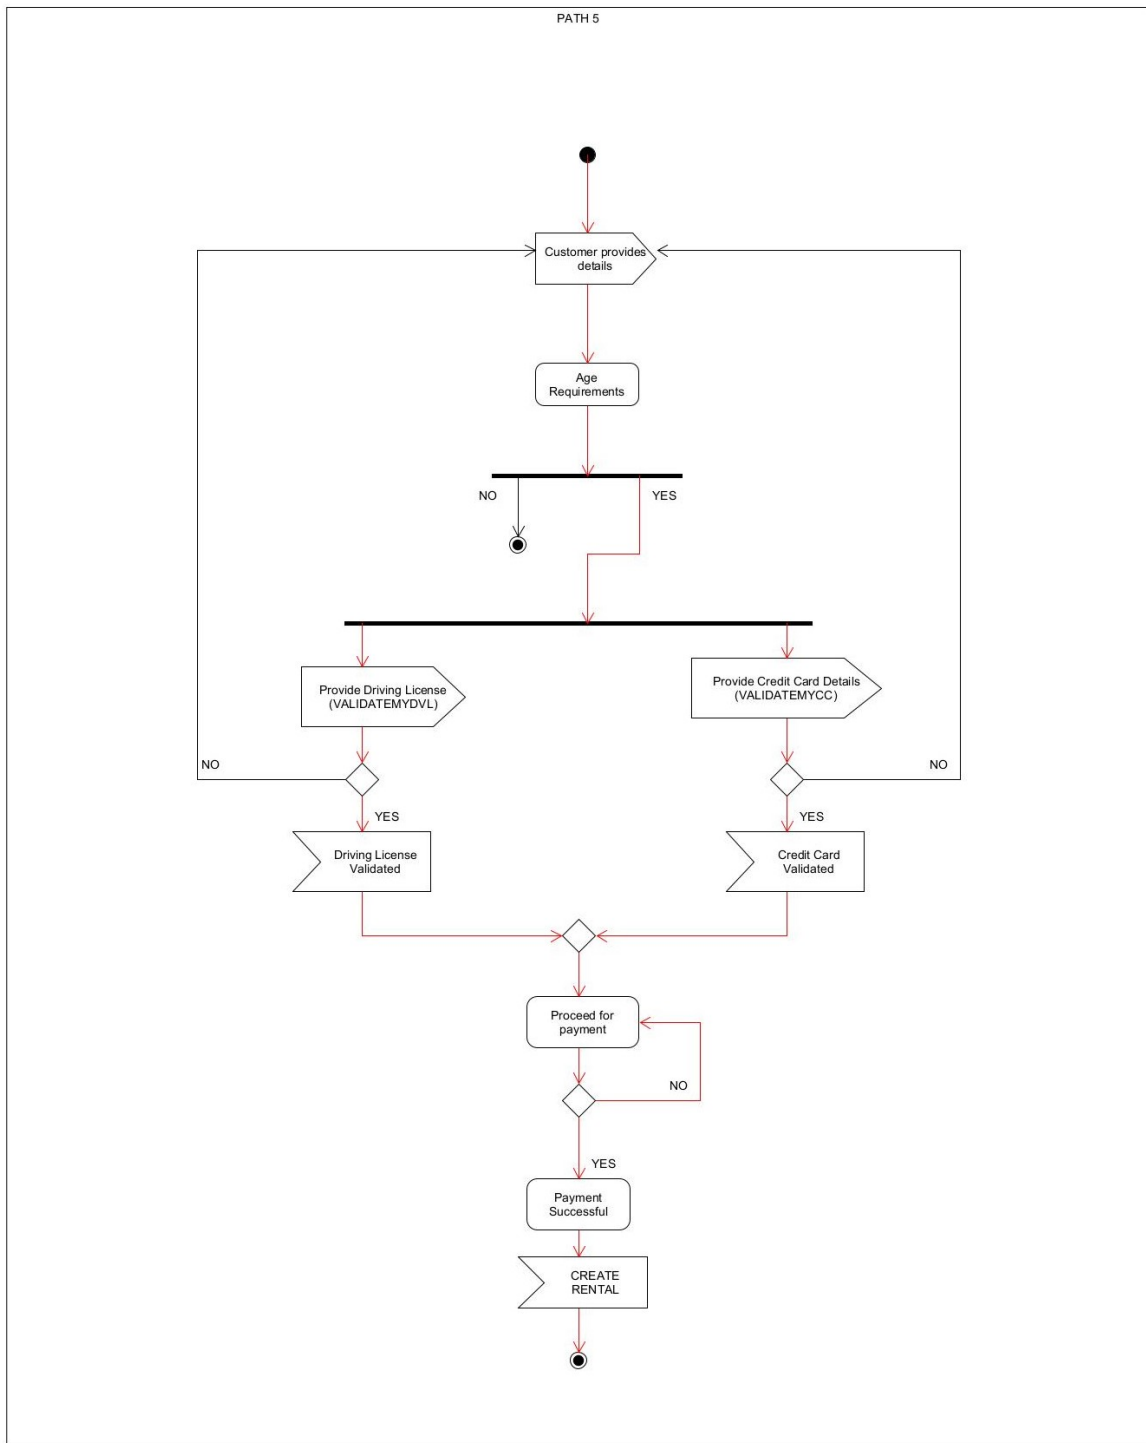 PATH 5
Customer provides
details
Age
Requirements
NO
YES
Provide Driving License
(VALIDATEMYDVL)
Provide Credit Card Details
(VALIDATEMYCC)
NO
NO
YES
YES
Driving License
Validated
Credit Card
Validated
Proceed for
payment
NO
YES
Payment
Successful
CREATE
RENTAL